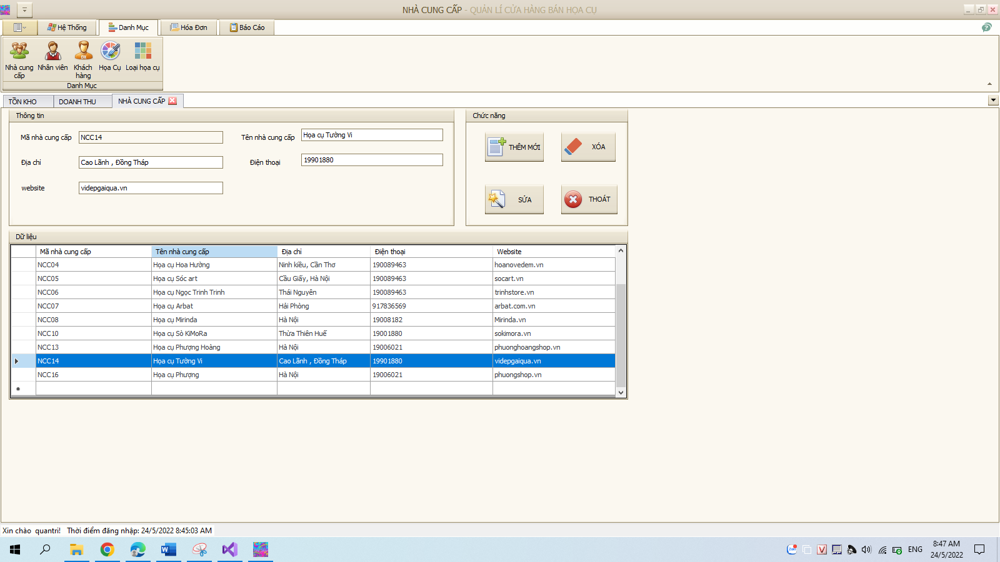 NHÀ CUNG CẤP - QUẢN LÍ CỬA HÀNG BÁN HỌA CỤ
Hệ Thống
Danh Mục
Hóa Đơn
Báo Cáo
Nhà cung cấp
Nhân viên
Khách hàng
Họa Cụ
Loại họa cụ
Danh Mục
TỒN KHO
DOANH THU
NHÀ CUNG CẤP
Thông tin
Mã nhà cung cấp
NCC14
Tên nhà cung cấp
Họa cụ Tường Vi
Địa chỉ
Cao Lãnh , Đồng Tháp
Điện thoại
19901880
website
videpgaiqua.vn
Chức năng
THÊM MỚI
XÓA
SỬA
THOÁT
Dữ liệu
Mã nhà cung cấp Tên nhà cung cấp Địa chỉ Điện thoại Website
NCC04 Họa cụ Hoa Hường Ninh kiều, Cần Thơ 190089463 hoanovedem.vn
NCC05 Họa cụ Sóc art Cầu Giấy, Hà Nội 190089463 socart.vn
NCC06 Họa cụ Ngọc Trinh Trinh Thái Nguyên 190089463 trinhstore.vn
NCC07 Họa cụ Arbat Hải Phòng 917836569 arbat.com.vn
NCC08 Họa cụ Mirinda Hà Nội 19008182 Mirinda.vn
NCC10 Họa cụ Sò KiMoRa Thừa Thiên Huế 19001880 sokimora.vn
NCC13 Họa cụ Phượng Hoàng Hà Nội 19006021 phuonghoangshop.vn
NCC14 Họa cụ Tường Vi Cao Lãnh , Đồng Tháp 19901880 videpgaiqua.vn
NCC16 Họa cụ Phượng Hà Nội 19006021 phuongshop.vn
Xin chào quantri! Thời điểm đăng nhập: 24/5/2022 8:45:03 AM
Zalo
ENG
8:47 AM
24/5/2022